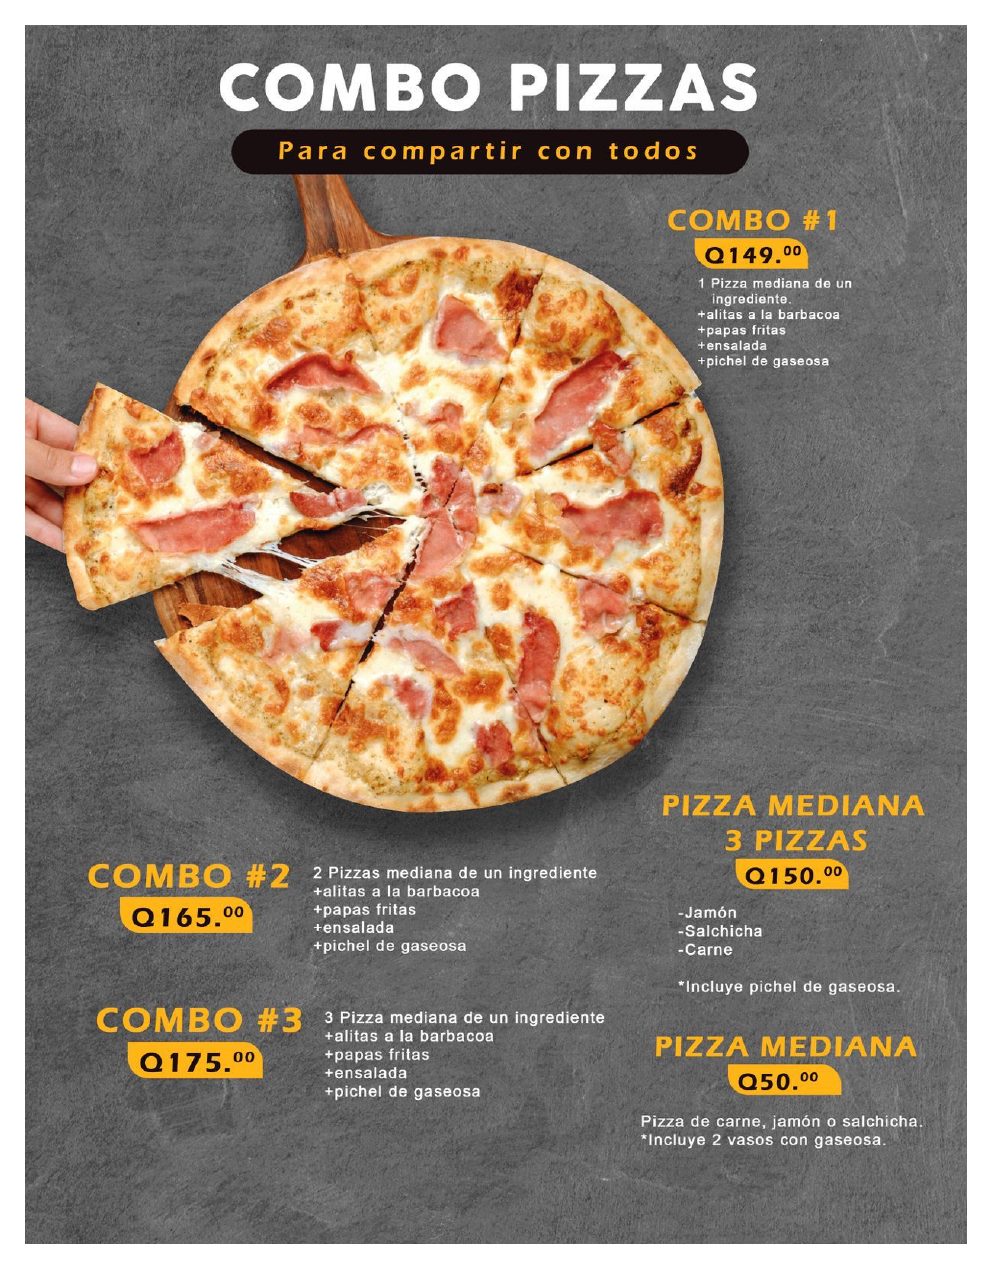 COMBO PIZZAS
Para compartir con todos
COMBO #1
Q149.00
1 Pizza mediana de un
ingrediente.
+alitas a la barbacoa
+papas fritas
+ensalada
+pichel de gaseosa
COMBO #2
Q165.00
2 Pizzas mediana de un ingrediente
+alitas a la barbacoa
+papas fritas
+ensalada
+pichel de gaseosa
COMBO #3
Q175.00
3 Pizza mediana de un ingrediente
+alitas a la barbacoa
+papas fritas
+ensalada
+pichel de gaseosa
PIZZA MEDIANA
3 PIZZAS
Q150.00
-Jamón
-Salchicha
-Carne
*Incluye pichel de gaseosa.
PIZZA MEDIANA
Q50.00
Pizza de carne, jamón o salchicha.
*Incluye 2 vasos con gaseosa.